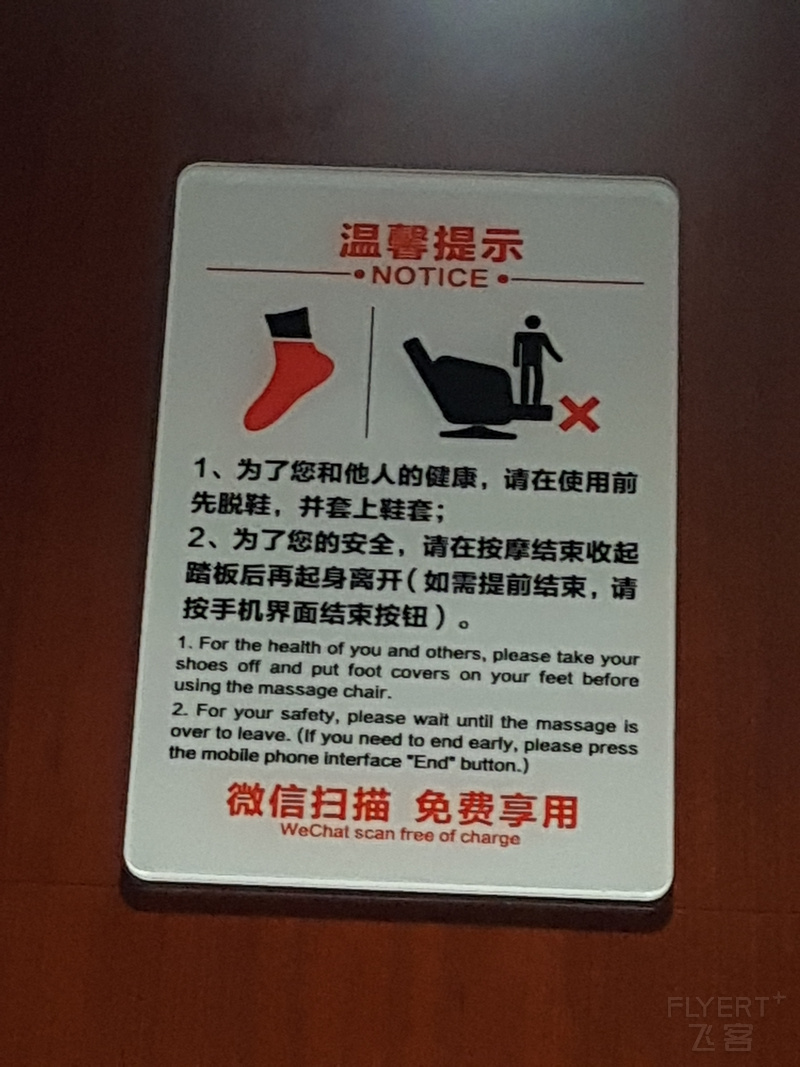 温馨提示
NOTICE
1、为了您和他人的健康，请在使用前
先脱鞋，并套上鞋套；
2、为了您的安全，请在按摩结束收起
踏板后再起身离开（如需提前结束，请
按手机界面结束按钮）。
1. For the health of you and others, please take your
shoes off and put foot covers on your feet before
using the massage chair.
2. For your safety, please wait until the massage is
over to leave. (If you need to end early, please press
the mobile phone interface "End" button.)
微信扫描 免费享用
WeChat scan free of charge
FLYERT+
飞客